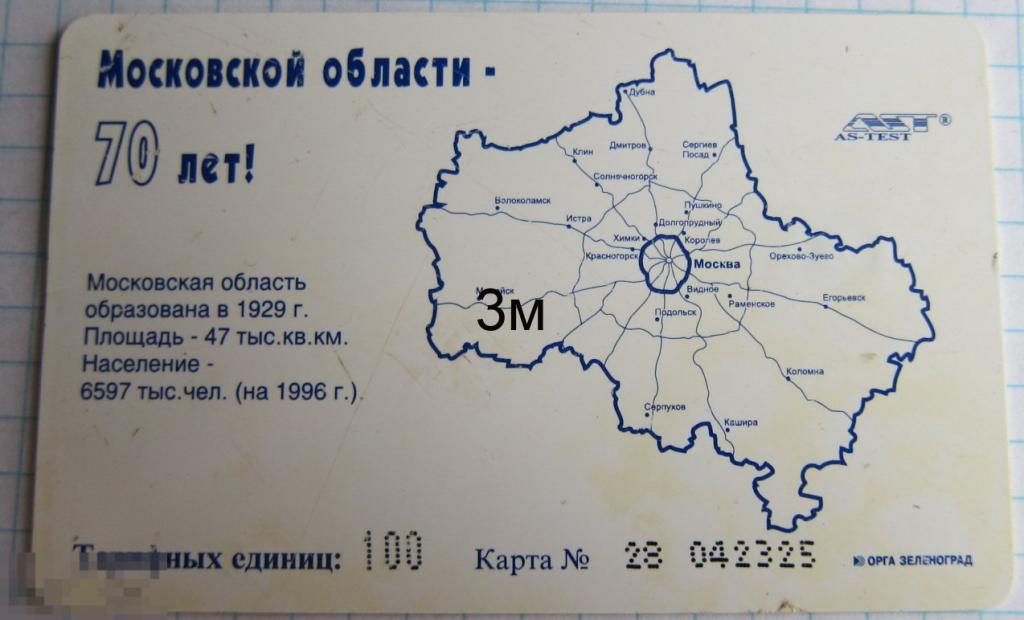 Московской области -
70 лет!
AST®
AS-TEST
Московская область
образована в 1929 г.
Площадь - 47 тыс.кв.км.
Население -
6597 тыс.чел. (на 1996 г.).
Дубна
Дмитров
Сергиев
Посад
Клин
Солнечногорск
Волоколамск
Истра
Пушкино
Долгопрудный
Химки
Королев
Красногорск
Москва
Орехово-Зуево
3м
Видное
Раменское
Егорьевск
Подольск
Коломна
Серпухов
Кашира
единиц: 100 Карта № 28 042325
ОРГА ЗЕЛЕНОГРАД